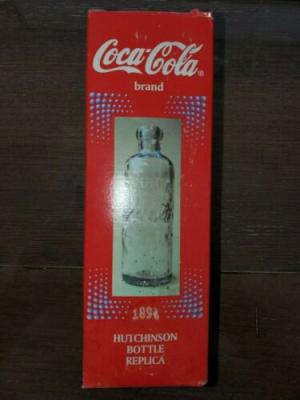 Coca-Cola®
brand
1894
HUTCHINSON
BOTTLE
REPLICA